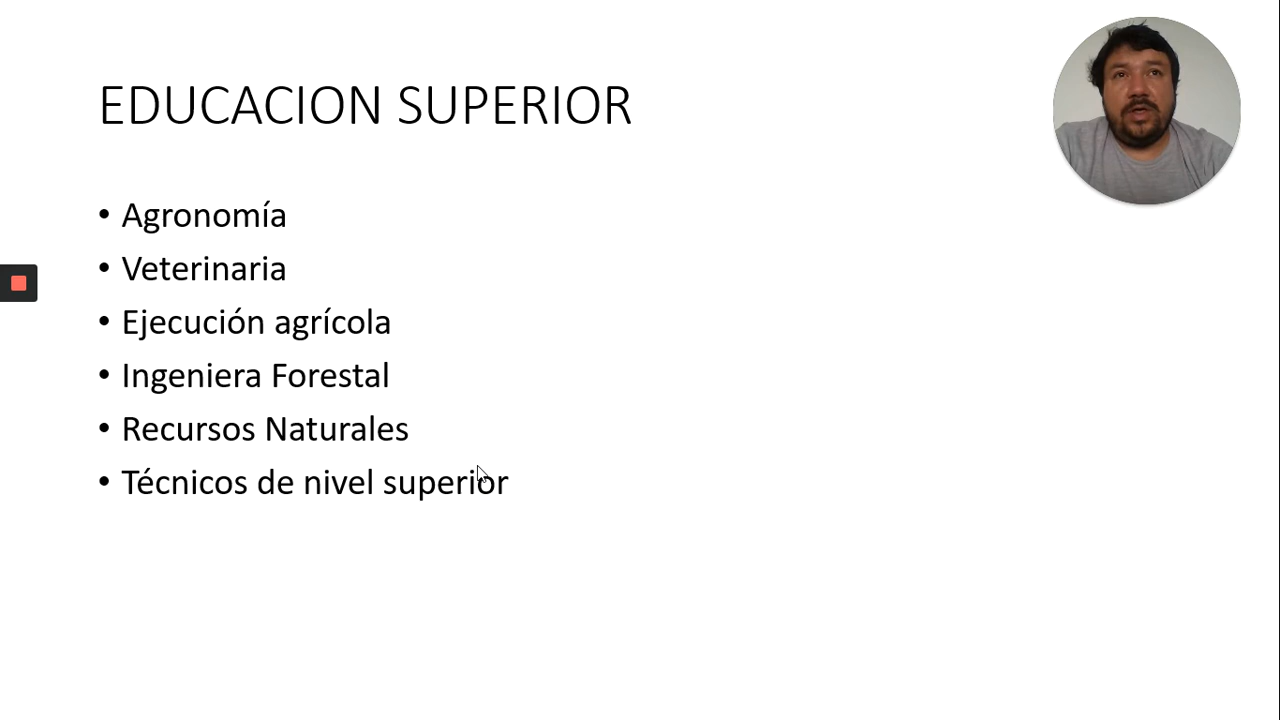 EDUCACION SUPERIOR
• Agronomía
• Veterinaria
• Ejecución agrícola
• Ingeniera Forestal
• Recursos Naturales
• Técnicos de nivel superior